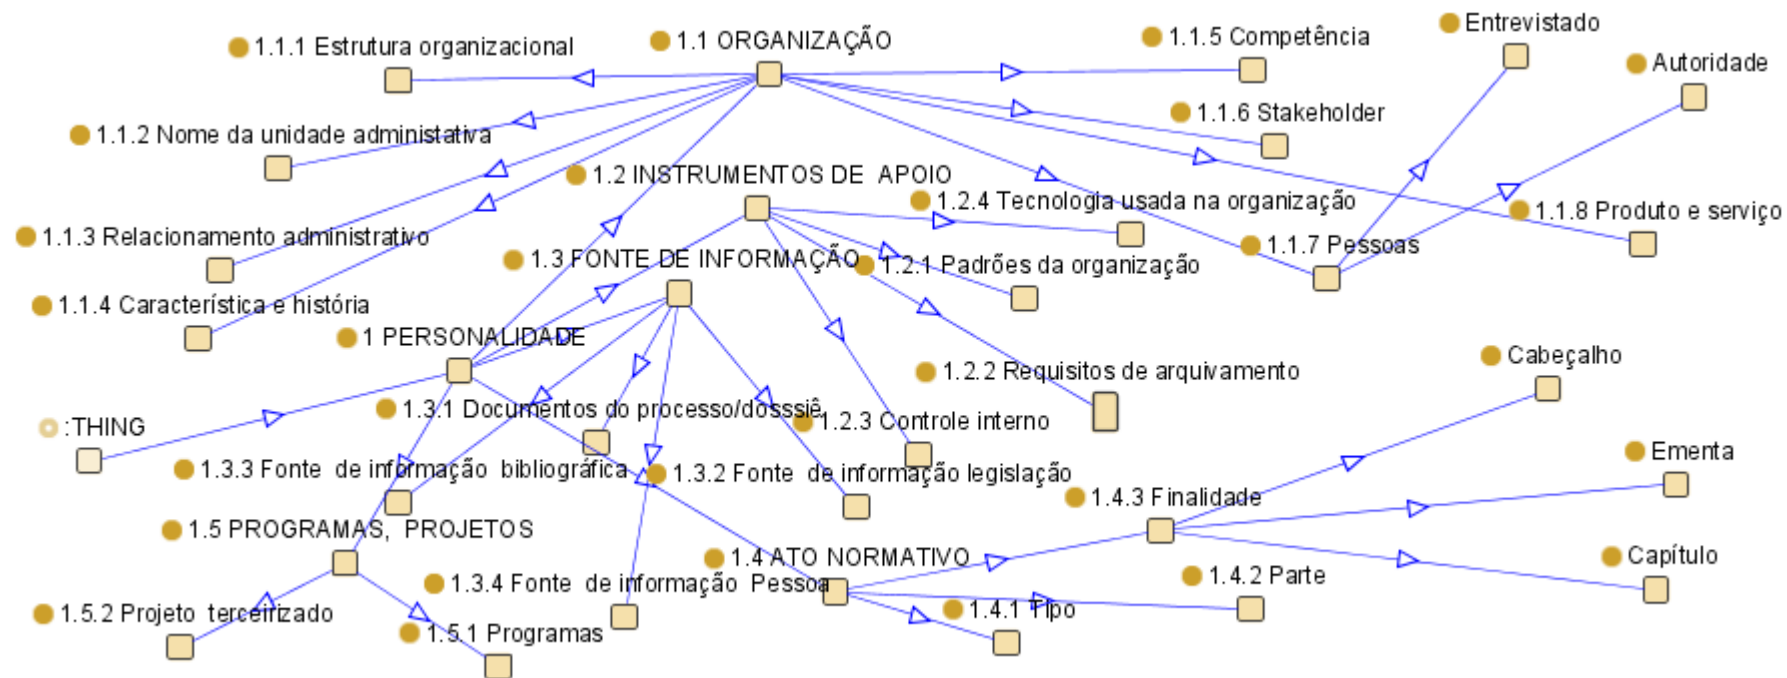 Entrevistado
1.1.1 Estrutura organizacional
1.1 ORGANIZAÇÃO
1.1.5 Competência
Autoridade
1.1.2 Nome da unidade administativa
1.1.6 Stakeholder
1.2 INSTRUMENTOS DE APOIO
1.2.4 Tecnologia usada na organização
1.1.8 Produto e serviço
1.1.3 Relacionamento administrativo
1.1.7 Pessoas
1.3 FONTE DE INFORMAÇÃO
1.2.1 Padrões da organização
1.1.4 Característica e história
1 PERSONALIDADE
Cabeçalho
1.2.2 Requisitos de arquivamento
1.3.1 Documentos do processo/dosssiê
1.2.3 Controle interno
:THING
Ementa
1.3.3 Fonte de informação bibliográfica
1.3.2 Fonte de informação legislação
1.4.3 Finalidade
1.5 PROGRAMAS, PROJETOS
1.4 ATO NORMATIVO
Capítulo
1.3.4 Fonte de informação Pessoa
1.4.2 Parte
1.5.2 Projeto terceirizado
1.4.1 Tipo
1.5.1 Programas